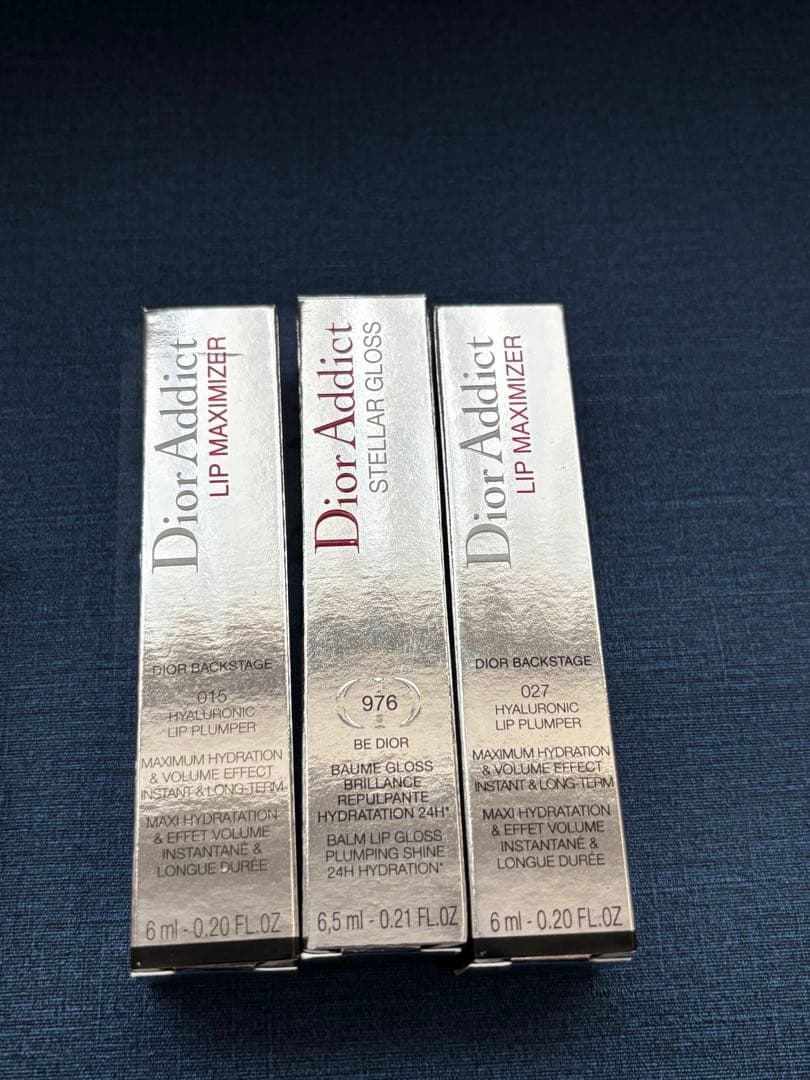 Dior Addict
LIP MAXIMIZER
DIOR BACKSTAGE
015
HYALURONIC
LIP PLUMPER
MAXIMUM HYDRATION
& VOLUME EFFECT
INSTANT & LONG-TERM
MAXI HYDRATATION
& EFFET VOLUME
INSTANTANÉ &
LONGUE DURÉE
6 ml - 0.20 FL.OZ
Dior Addict
STELLAR GLOSS
976
BE DIOR
BAUME GLOSS
BRILLANCE
REPULPANTE
HYDRATATION 24H*
BALM LIP GLOSS
PLUMPING SHINE
24H HYDRATION*
6,5 ml - 0.21 FL.OZ
Dior Addict
LIP MAXIMIZER
DIOR BACKSTAGE
027
HYALURONIC
LIP PLUMPER
MAXIMUM HYDRATION
& VOLUME EFFECT
INSTANT & LONG-TERM
MAXI HYDRATATION
& EFFET VOLUME
INSTANTANÉ &
LONGUE DURÉE
6 ml - 0.20 FL.OZ